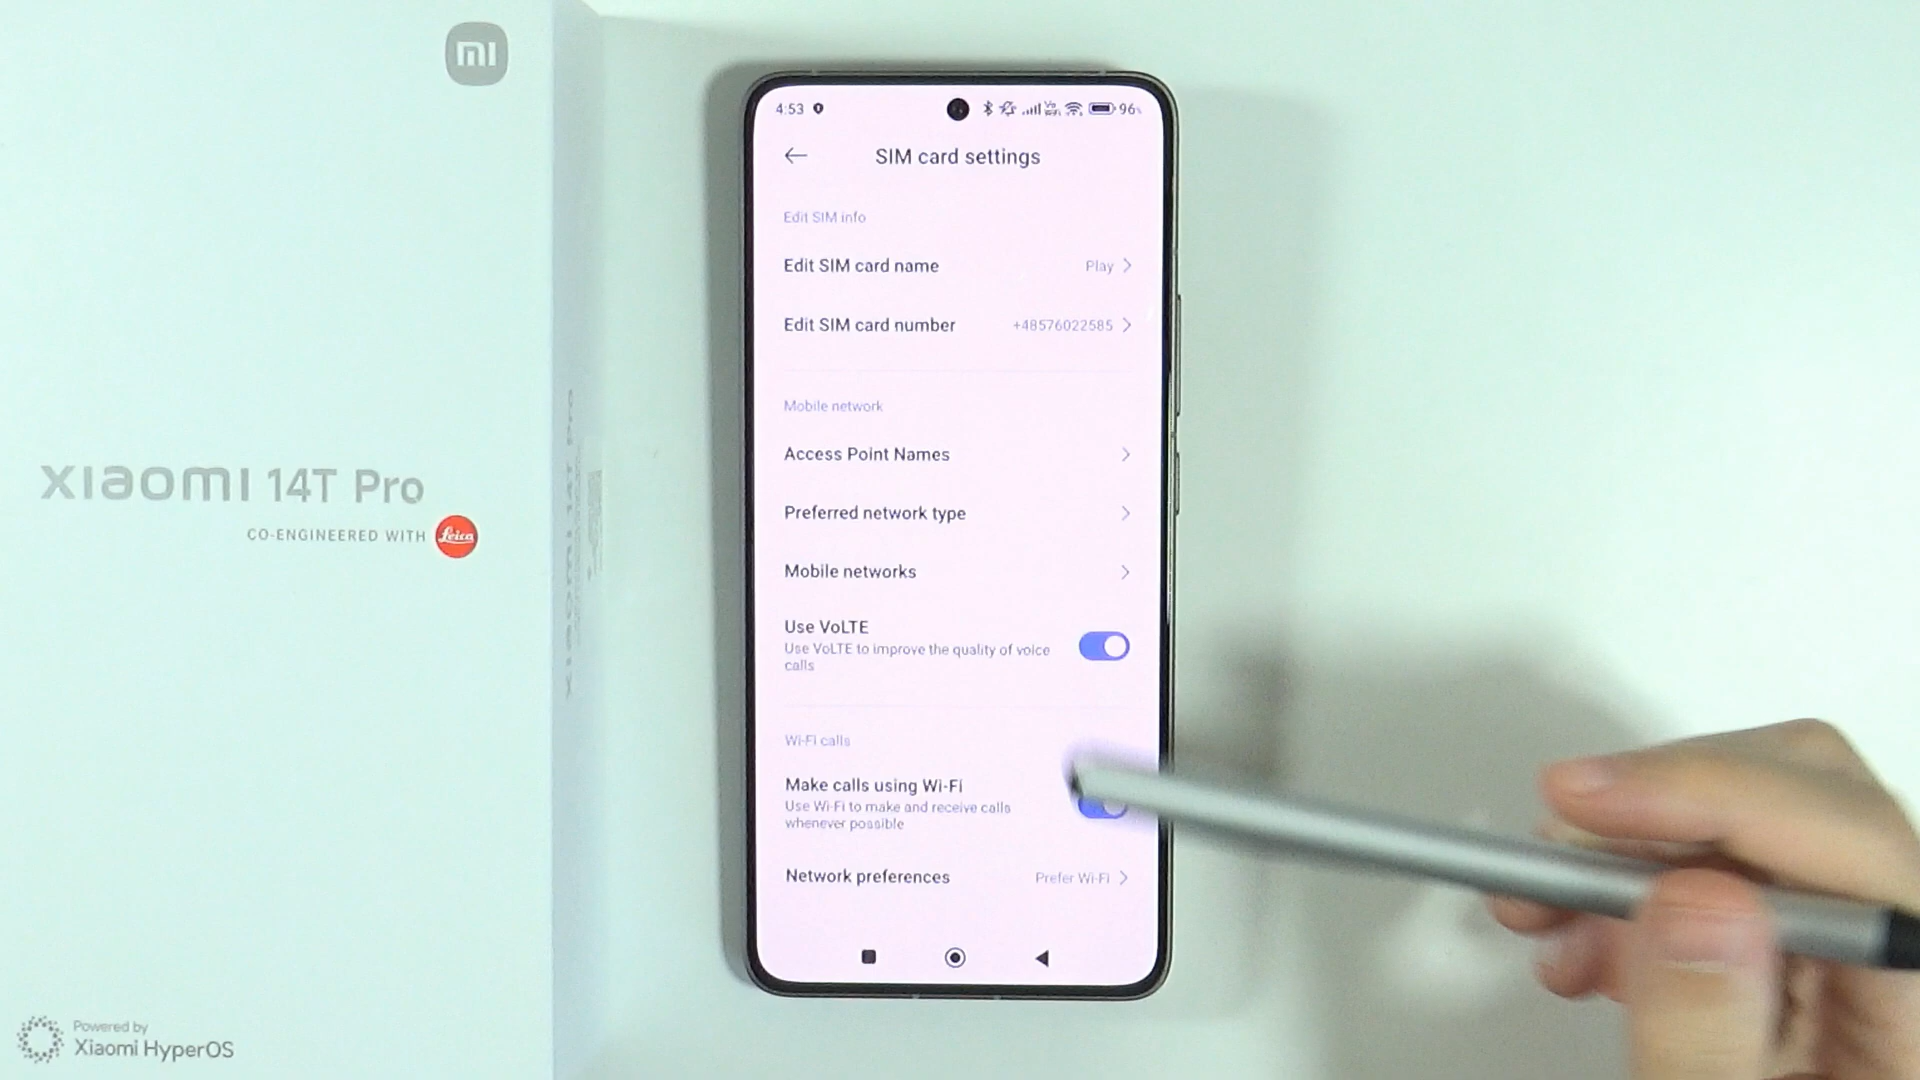 mi
xiaomi 14T Pro
CO-ENGINEERED WITH Leica
Powered by
Xiaomi HyperOS
xiaomi 14T Pro
4:53
96
SIM card settings
Edit SIM info
Edit SIM card name
Play
Edit SIM card number
+48576022585
Mobile network
Access Point Names
Preferred network type
Mobile networks
Use VoLTE
Use VoLTE to improve the quality of voice
calls
Wi-Fi calls
Make calls using Wi-Fi
Use Wi-Fi to make and receive calls
whenever possible
Network preferences
Prefer Wi-Fi